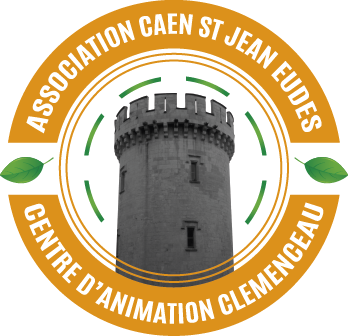 ASSOCIATION CAEN ST JEAN EUDES
CENTRE D'ANIMATION CLEMENCEAU